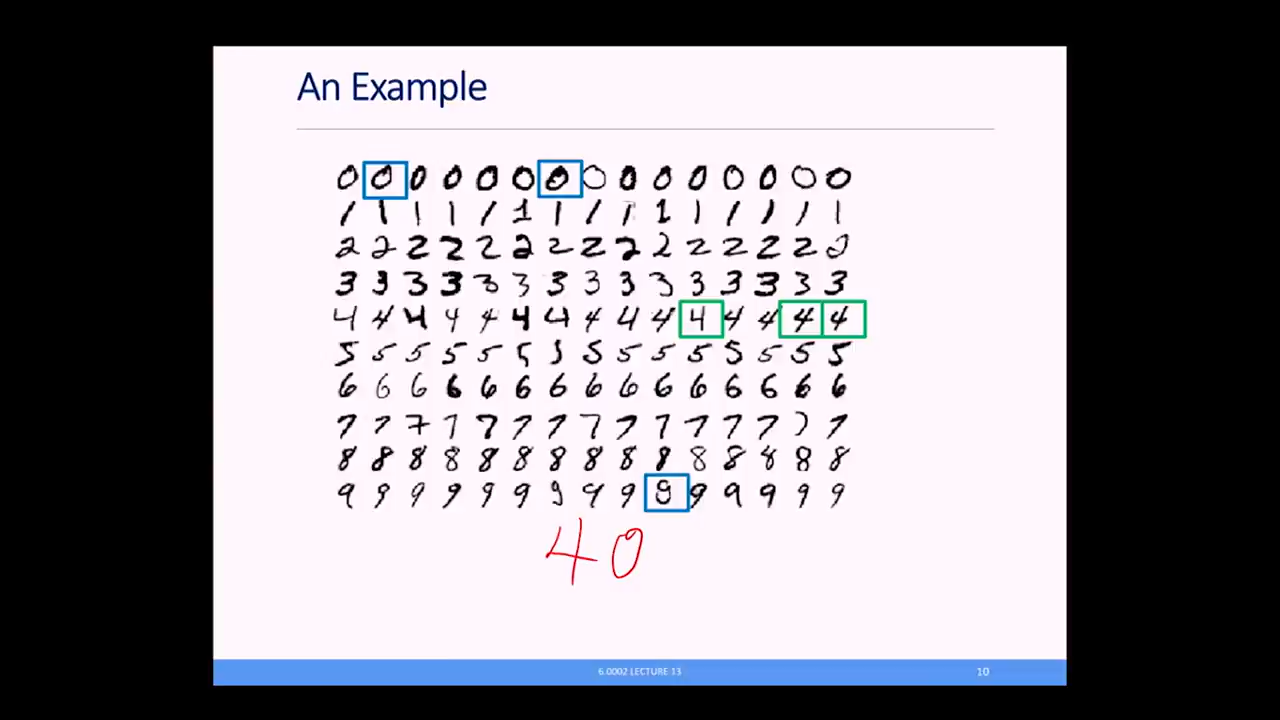 An Example
0 0 0 0 0 0 0 0 0 0 0 0 0 0 0
1 1 1 1 1 1 1 1 1 1 1 1 1 1 1
2 2 2 2 2 2 2 2 2 2 2 2 2 2 2
3 3 3 3 3 3 3 3 3 3 3 3 3 3 3
4 4 4 4 4 4 4 4 4 4 4 4 4 4 4
5 5 5 5 5 5 5 5 5 5 5 5 5 5 5
6 6 6 6 6 6 6 6 6 6 6 6 6 6 6
7 7 7 7 7 7 7 7 7 7 7 7 7 7 7
8 8 8 8 8 8 8 8 8 8 8 8 8 8 8
9 9 9 9 9 9 9 9 9 9 9 9 9 9 9
40
6.0002 LECTURE 13 10